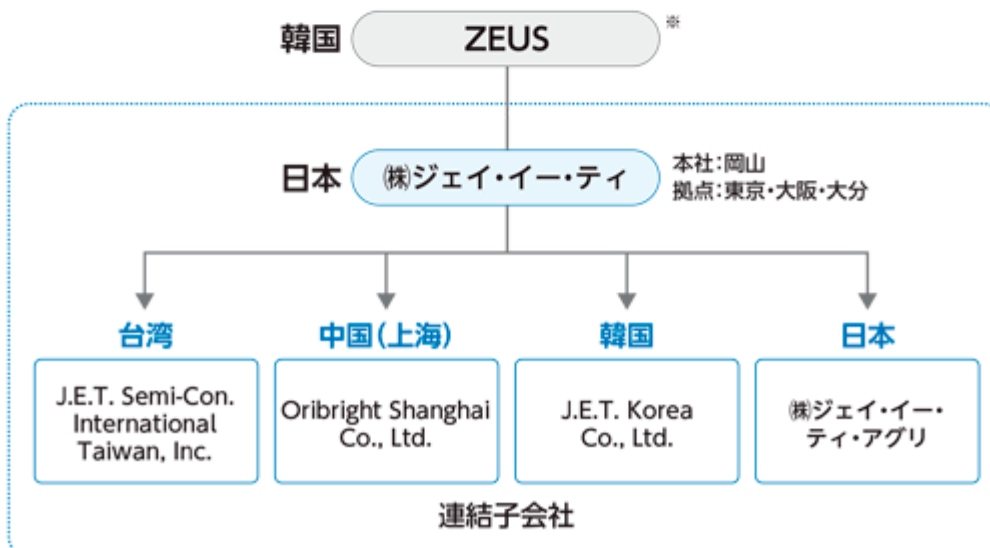 韓国 ZEUS ※
日本 ㈱ジェイ・イー・ティ
本社：岡山
拠点：東京・大阪・大分
台湾
J.E.T. Semi-Con.
International
Taiwan, Inc.
中国（上海）
Oribright Shanghai
Co., Ltd.
韓国
J.E.T. Korea
Co., Ltd.
日本
㈱ジェイ・イー・
ティ・アグリ
連結子会社